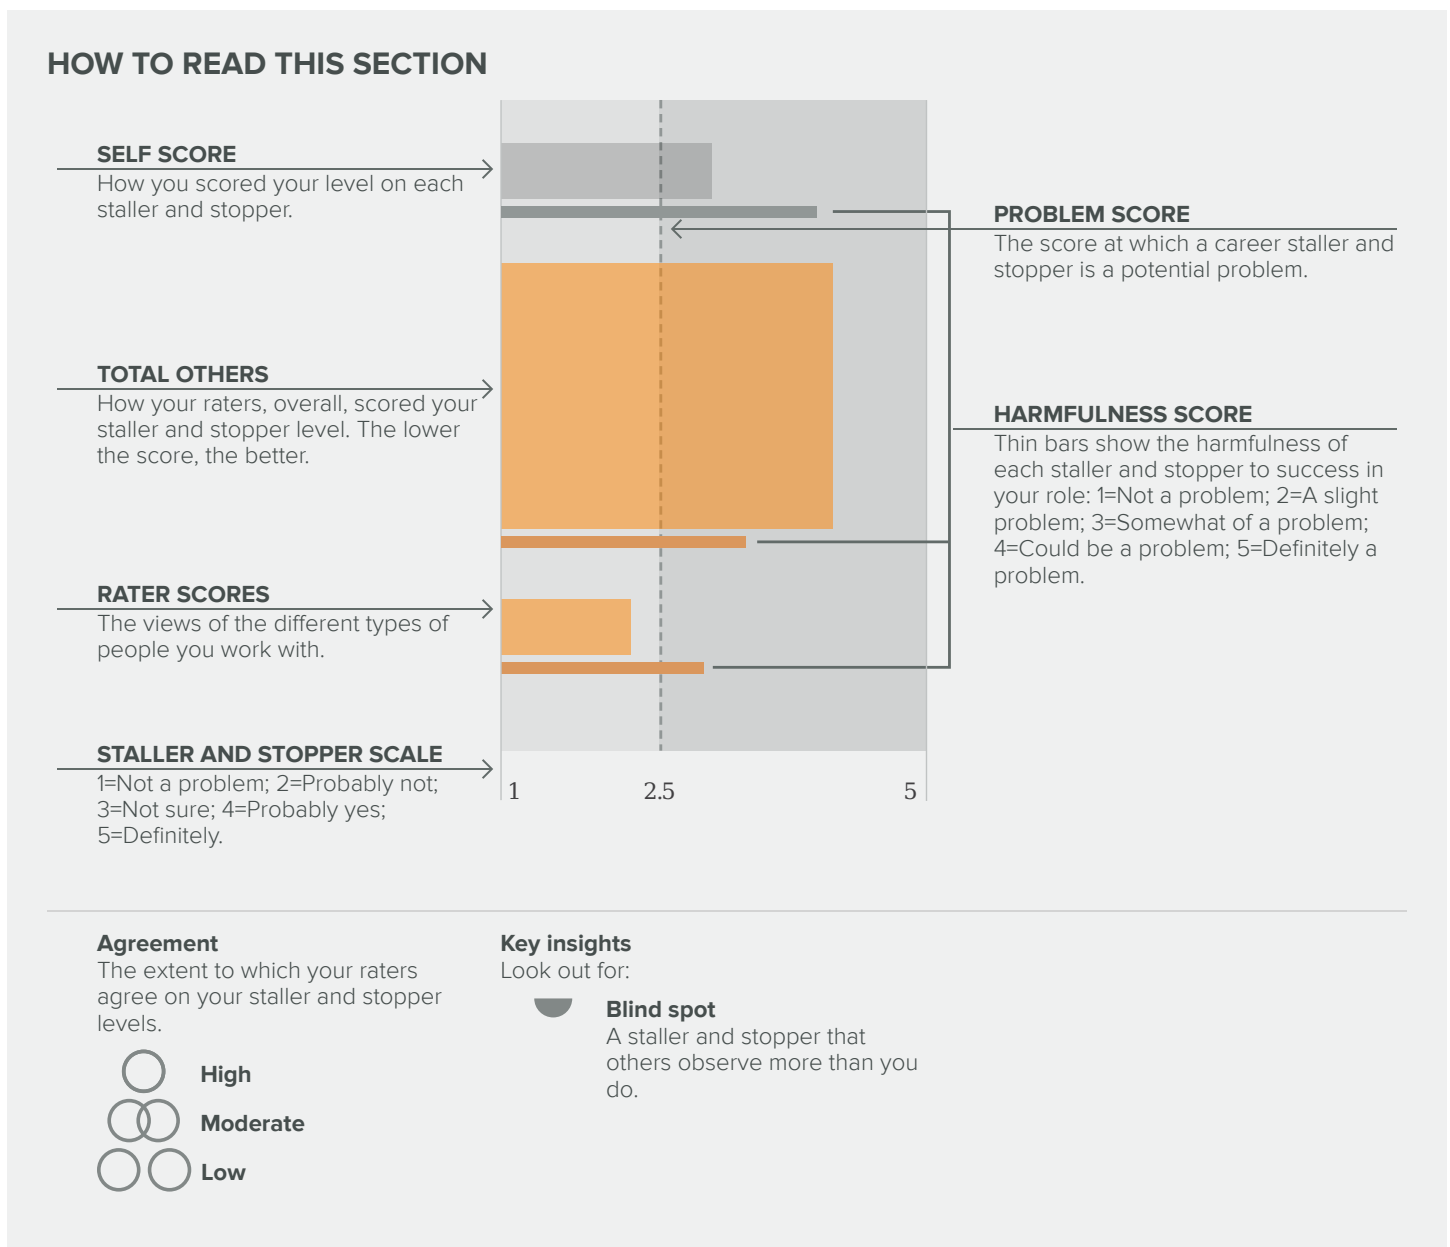 HOW TO READ THIS SECTION
SELF SCORE
How you scored your level on each
staller and stopper.
TOTAL OTHERS
How your raters, overall, scored your
staller and stopper level. The lower
the score, the better.
RATER SCORES
The views of the different types of
people you work with.
STALLER AND STOPPER SCALE
1=Not a problem; 2=Probably not;
3=Not sure; 4=Probably yes;
5=Definitely.
1 2.5 5
PROBLEM SCORE
The score at which a career staller and
stopper is a potential problem.
HARMFULNESS SCORE
Thin bars show the harmfulness of
each staller and stopper to success in
your role: 1=Not a problem; 2=A slight
problem; 3=Somewhat of a problem;
4=Could be a problem; 5=Definitely a
problem.
Agreement
The extent to which your raters
agree on your staller and stopper
levels.
High
Moderate
Low
Key insights
Look out for:
Blind spot
A staller and stopper that
others observe more than you
do.